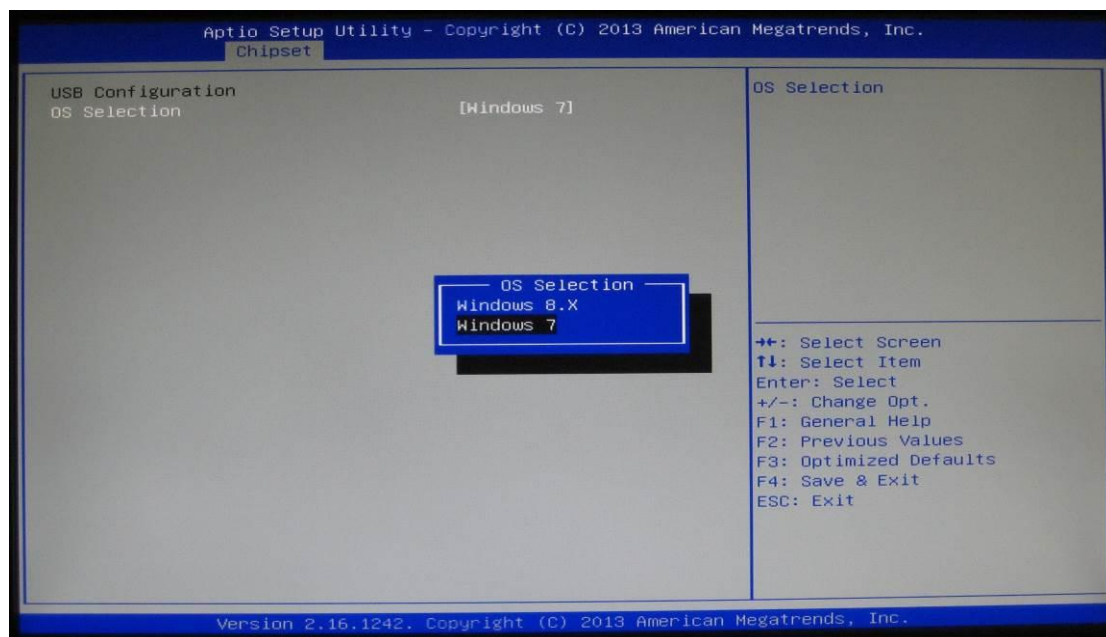 Aptio Setup Utility – Copyright (C) 2013 American Megatrends, Inc.
Chipset
USB Configuration
OS Selection [Windows 7]
OS Selection
OS Selection
Windows 8.X
Windows 7
→←: Select Screen
↑↓: Select Item
Enter: Select
+/-: Change Opt.
F1: General Help
F2: Previous Values
F3: Optimized Defaults
F4: Save & Exit
ESC: Exit
Version 2.16.1242. Copyright (C) 2013 American Megatrends, Inc.